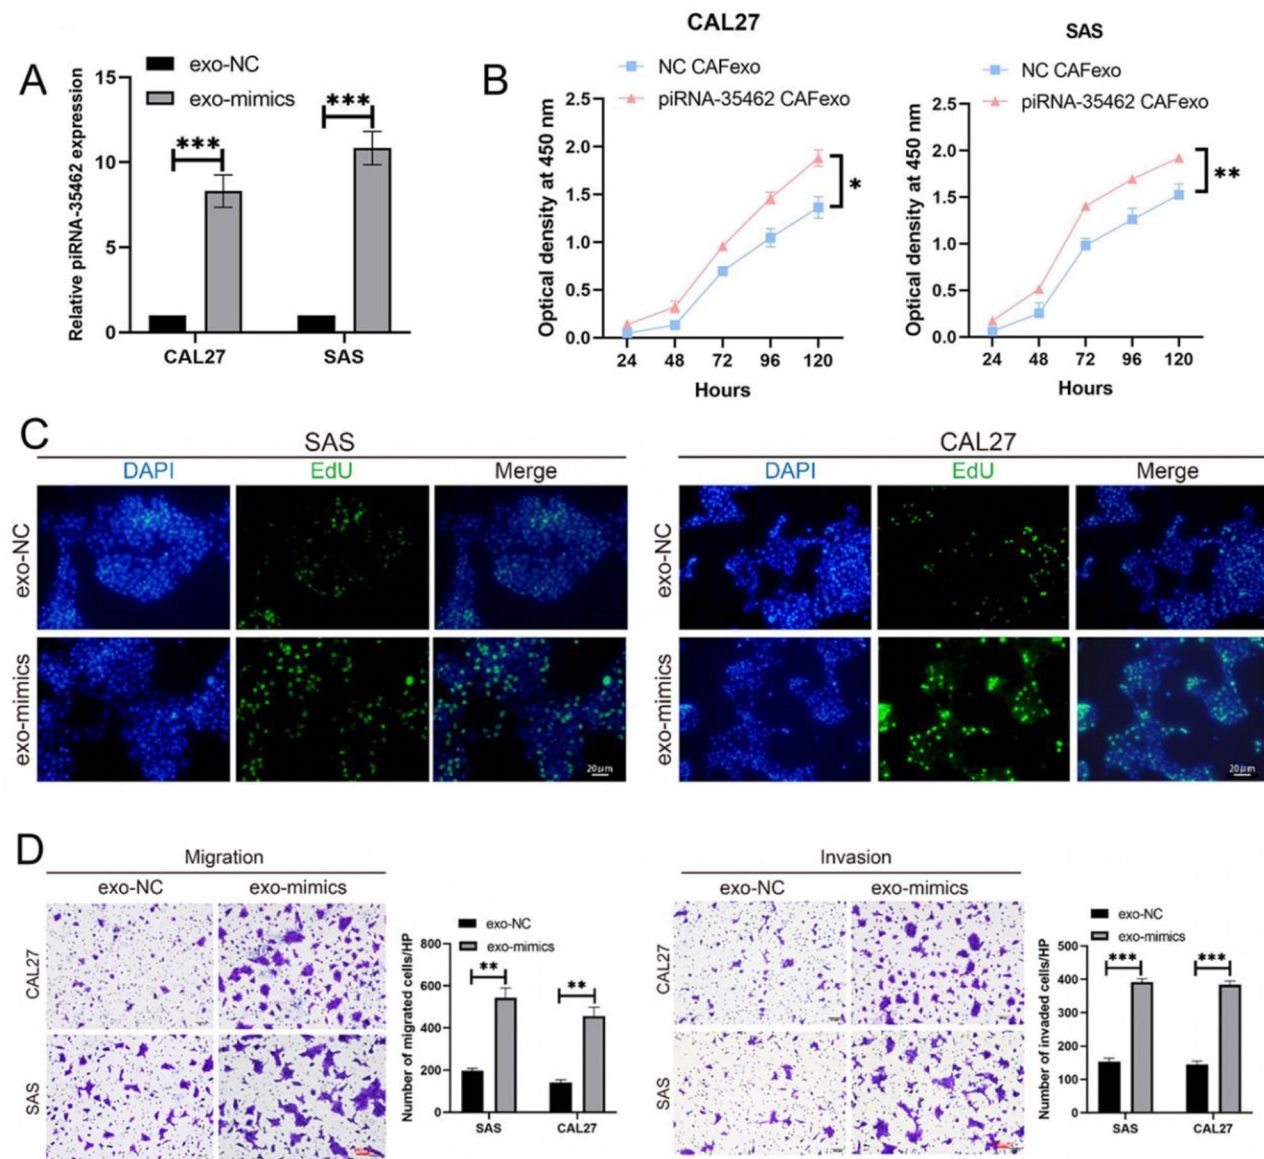 A
exo-NC
exo-mimics
Relative piRNA-35462 expression
15
10
5
0
***
***
CAL27
SAS
B
CAL27
NC CAFexo
piRNA-35462 CAFexo
Optical density at 450 nm
2.5
2.0
1.5
1.0
0.5
0.0
*
24 48 72 96 120
Hours
SAS
NC CAFexo
piRNA-35462 CAFexo
Optical density at 450 nm
2.5
2.0
1.5
1.0
0.5
0.0
**
24 48 72 96 120
Hours
C
SAS
DAPI EdU Merge
exo-NC
exo-mimics
20µm
CAL27
DAPI EdU Merge
exo-NC
exo-mimics
20µm
D
Migration
exo-NC exo-mimics
CAL27
SAS
exo-NC
exo-mimics
Number of migrated cells/HP
800
600
400
200
0
**
**
SAS CAL27
Invasion
exo-NC exo-mimics
CAL27
SAS
exo-NC
exo-mimics
Number of invaded cells/HP
500
400
300
200
100
0
***
***
SAS CAL27